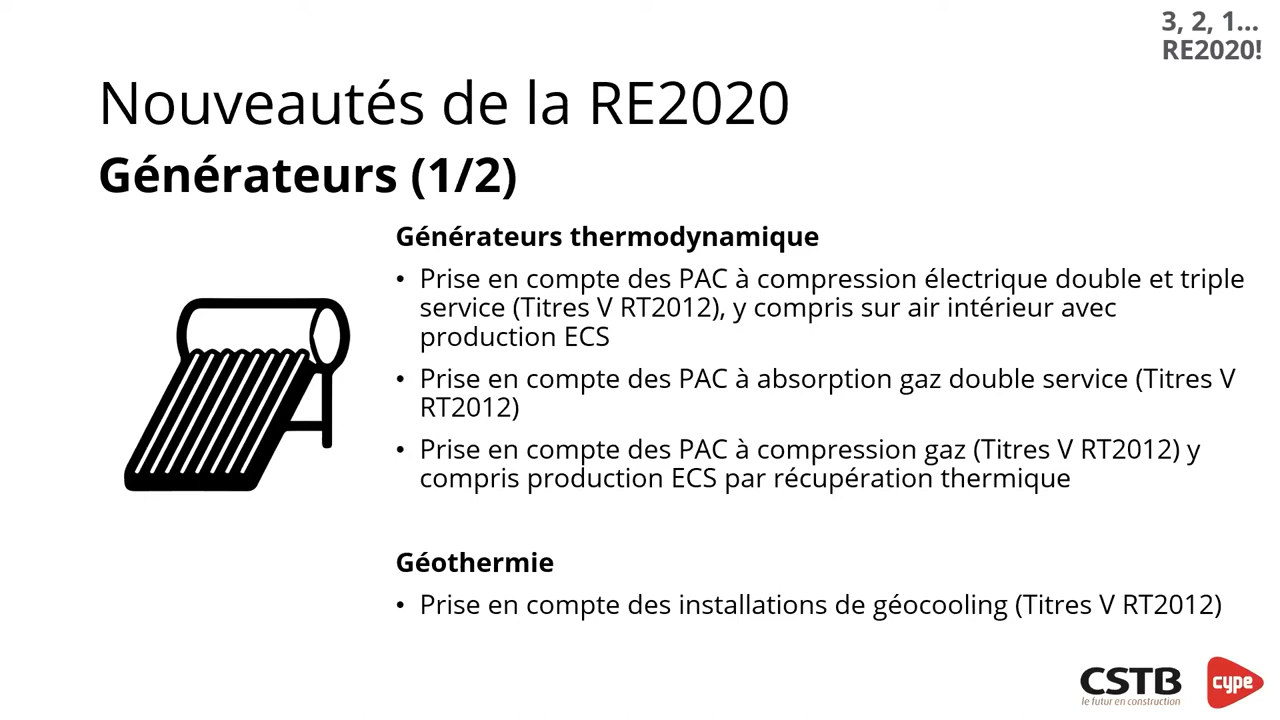 3, 2, 1...
RE2020!
Nouveautés de la RE2020
Générateurs (1/2)
Générateurs thermodynamique
• Prise en compte des PAC à compression électrique double et triple
service (Titres V RT2012), y compris sur air intérieur avec
production ECS
• Prise en compte des PAC à absorption gaz double service (Titres V
RT2012)
• Prise en compte des PAC à compression gaz (Titres V RT2012) y
compris production ECS par récupération thermique
Géothermie
• Prise en compte des installations de géocooling (Titres V RT2012)
CSTB
le futur en construction
cype